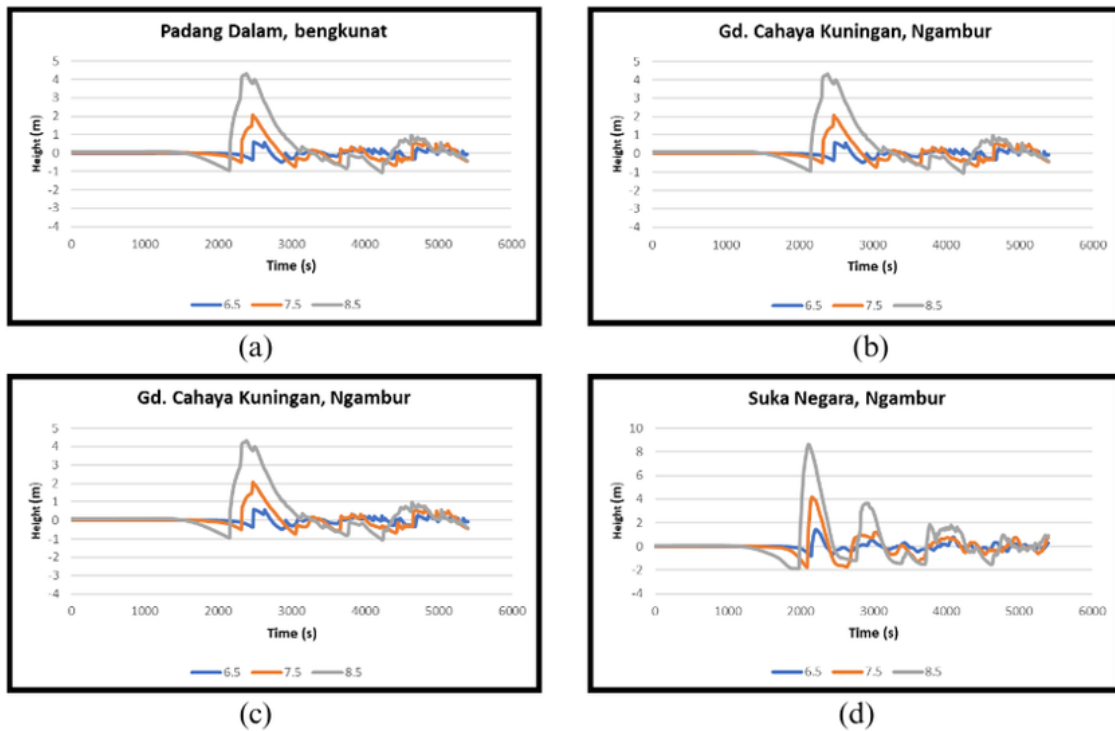 Padang Dalam, bengkunat
5
4
3
2
1
0
-1
-2
-3
-4
Height (m)
0 1000 2000 3000 4000 5000 6000
Time (s)
6.5 7.5 8.5
(a)
Gd. Cahaya Kuningan, Ngambur
5
4
3
2
1
0
-1
-2
-3
-4
Height (m)
0 1000 2000 3000 4000 5000 6000
Time (s)
6.5 7.5 8.5
(b)
Gd. Cahaya Kuningan, Ngambur
5
4
3
2
1
0
-1
-2
-3
-4
Height (m)
0 1000 2000 3000 4000 5000 6000
Time (s)
6.5 7.5 8.5
(c)
Suka Negara, Ngambur
10
8
6
4
2
0
-2
-4
Height (m)
0 1000 2000 3000 4000 5000 6000
Time (s)
6.5 7.5 8.5
(d)